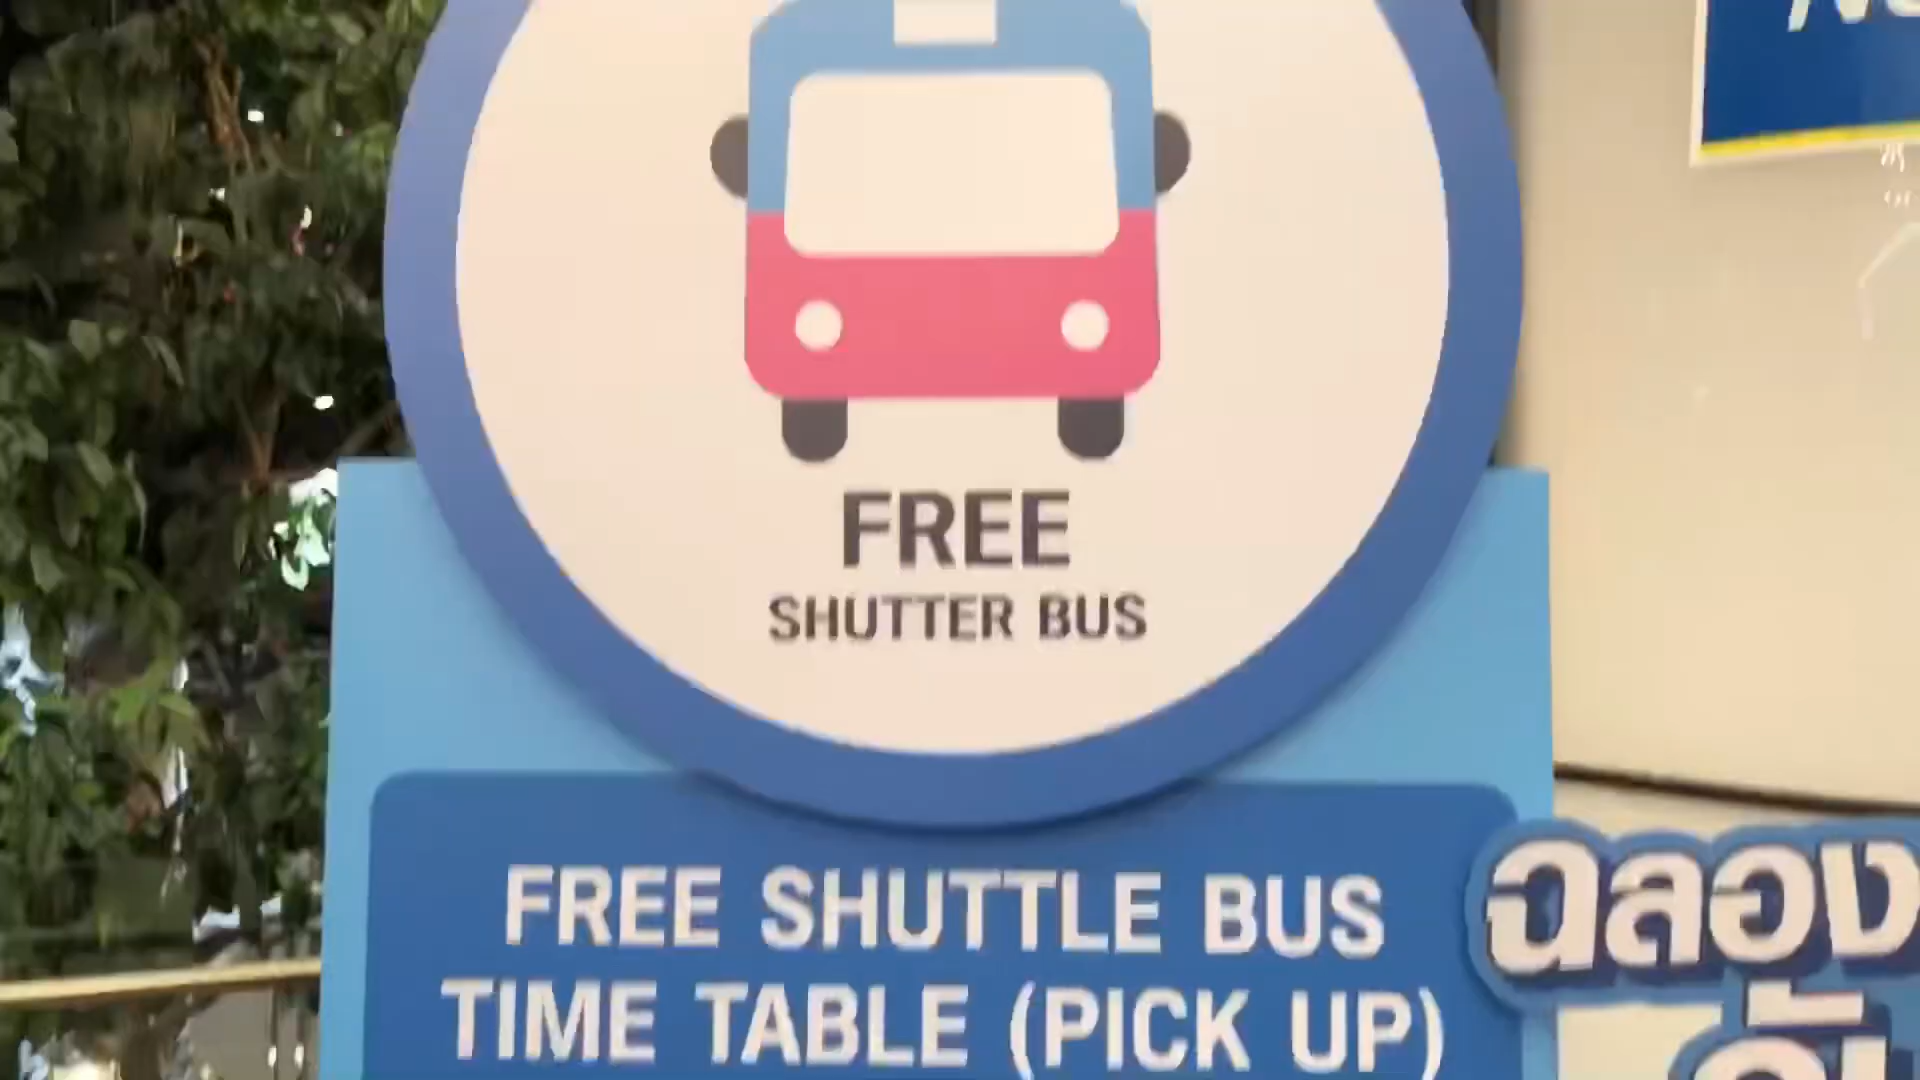 FREE
SHUTTER BUS
FREE SHUTTLE BUS
TIME TABLE (PICK UP)
ฉลอง